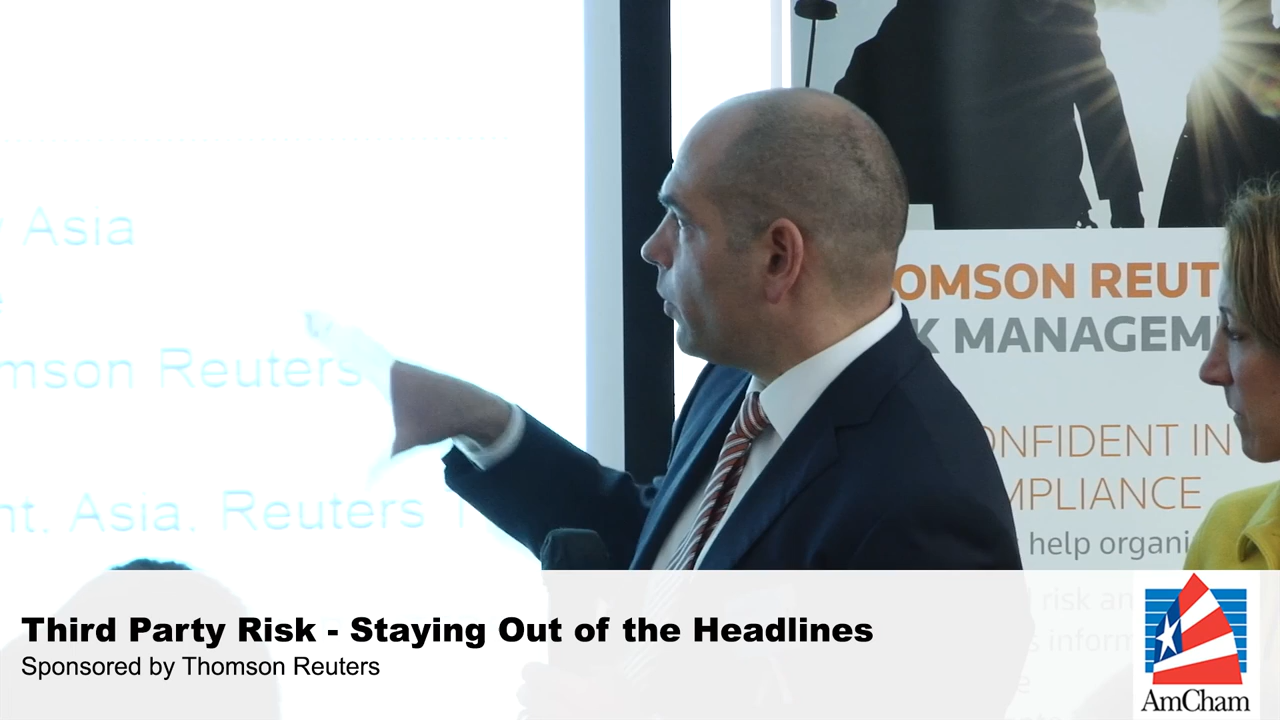 Asia
omson Reuters
nt. Asia. Reuters
OMSON REUT
K MANAGEM
ONFIDENT IN
MPLIANCE
help organi
risk an
s inform
Third Party Risk - Staying Out of the Headlines
Sponsored by Thomson Reuters
AmCham